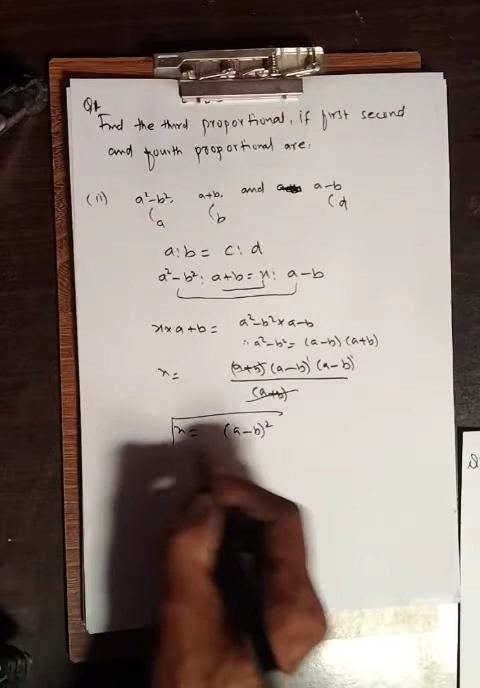 Q1
Find the third proportional, if first second
and fourth proportional are:
(ii) a²-b², a+b, and a-b
a b d
a:b = c:d
a²-b² : a+b = x : a-b
x×a+b = a²-b²×a-b
∴ a²-b² = (a-b) (a+b)
x= (a+b) (a-b) (a-b)
(a+b)
x= (a-b)²